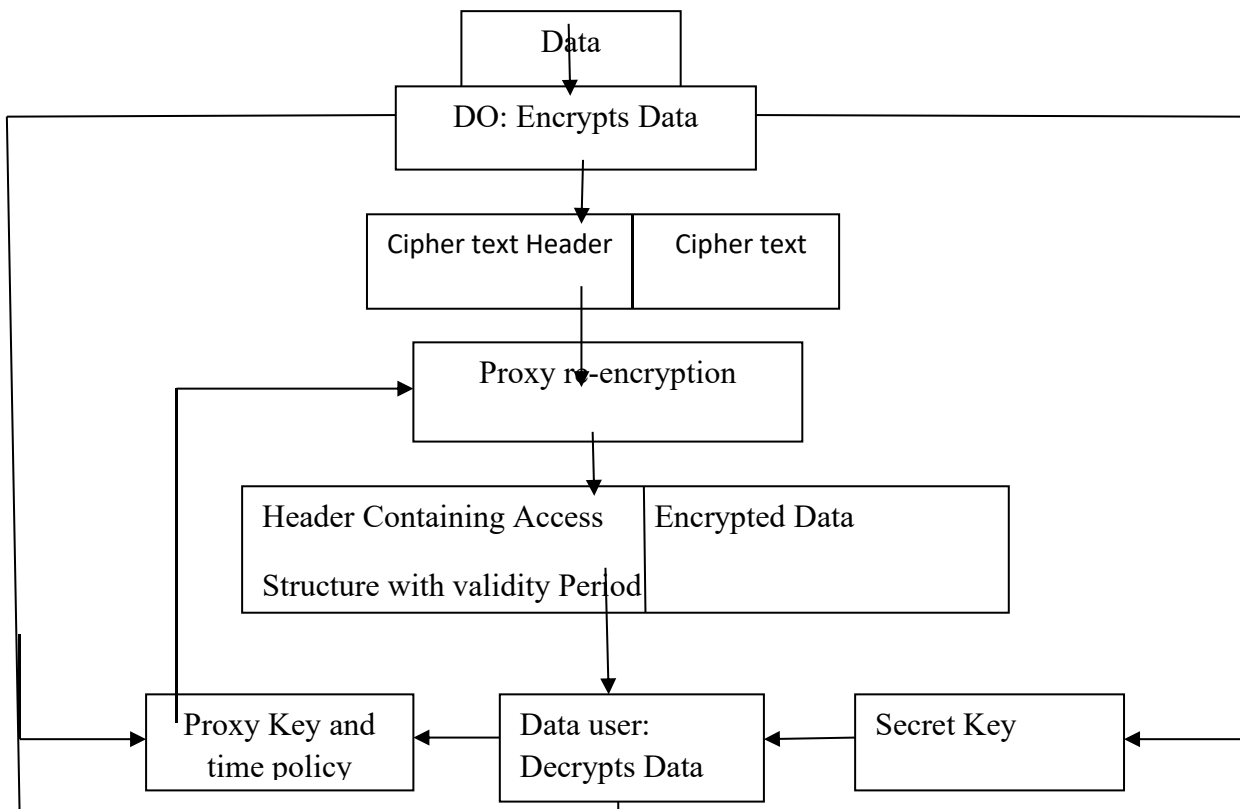 Data
DO: Encrypts Data
Cipher text Header
Cipher text
Proxy re-encryption
Header Containing Access
Structure with validity Period
Encrypted Data
Proxy Key and
time policy
Data user:
Decrypts Data
Secret Key